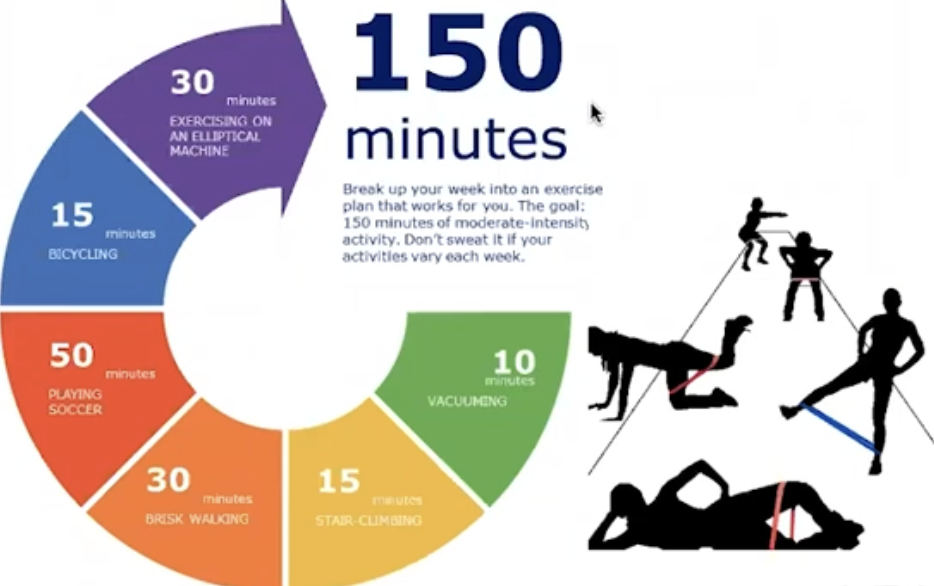 150
minutes
Break up your week into an exercise
plan that works for you. The goal:
150 minutes of moderate-intensity
activity. Don't sweat it if your
activities vary each week.
30
minutes
EXERCISING ON
AN ELLIPTICAL
MACHINE
15
minutes
BICYCLING
50
minutes
PLAYING
SOCCER
30
minutes
BRISK WALKING
15
minutes
STAIR-CLIMBING
10
minutes
VACUUMING